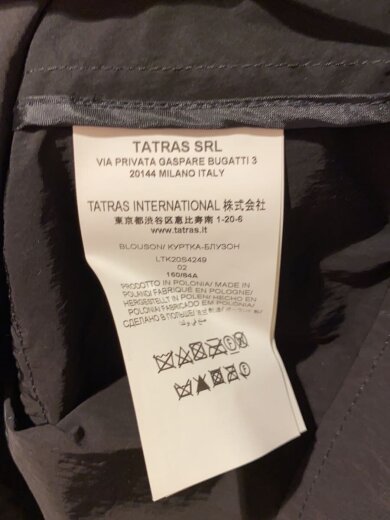 TATRAS SRL
VIA PRIVATA GASPARE BUGATTI 3
20144 MILANO ITALY
TATRAS INTERNATIONAL 株式会社
東京都渋谷区恵比寿南 1-20-6
www.tatras.it
BLOUSON/ КУРТКА-БЛУЗОН
LTK20S4249
02
160/84A
PRODOTTO IN POLONIA/ MADE IN
POLAND/ FABRIQUÉ EN POLOGNE/
HERGESTELLT IN POLEN/ HECHO EN
POLONIA/ FABRICADO EM POLONIA/
СДЕЛАНО В ПОЛЬШЕ/